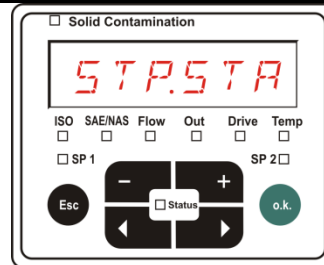 Solid Contamination
STP.STA
ISO SAE/NAS Flow Out Drive Temp
SP 1 SP 2
- +
Esc Status o.k.